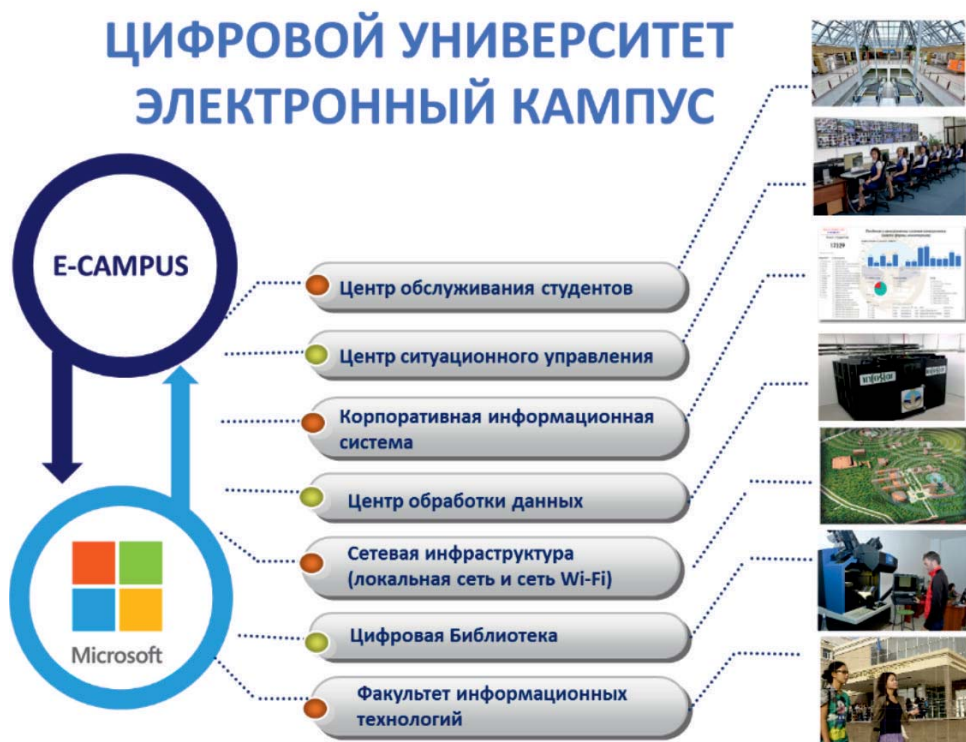 ЦИФРОВОЙ УНИВЕРСИТЕТ
ЭЛЕКТРОННЫЙ КАМПУС
E-CAMPUS
Центр обслуживания студентов
Центр ситуационного управления
Корпоративная информационная
система
Центр обработки данных
Сетевая инфраструктура
(локальная сеть и сеть Wi-Fi)
Цифровая Библиотека
Факультет информационных
технологий
Microsoft